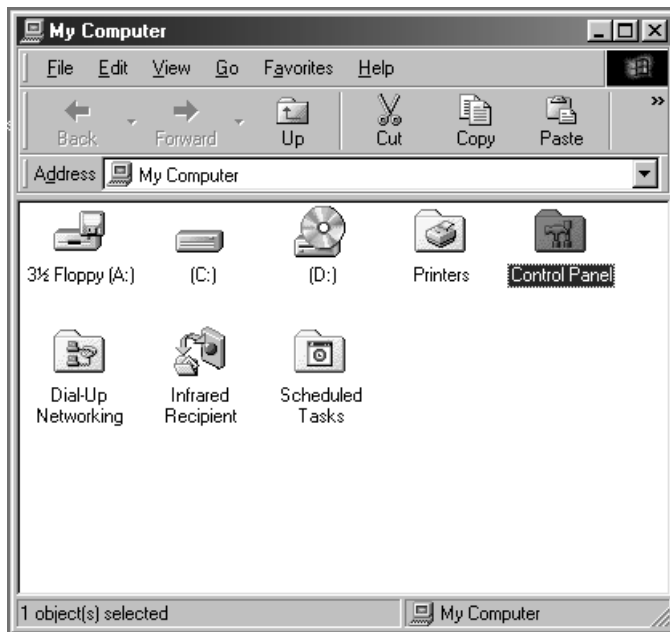 My Computer
File Edit View Go Favorites Help
Back Forward Up Cut Copy Paste »
Address My Computer
3½ Floppy (A:) (C:) (D:) Printers Control Panel
Dial-Up Networking Infrared Recipient Scheduled Tasks
1 object(s) selected My Computer